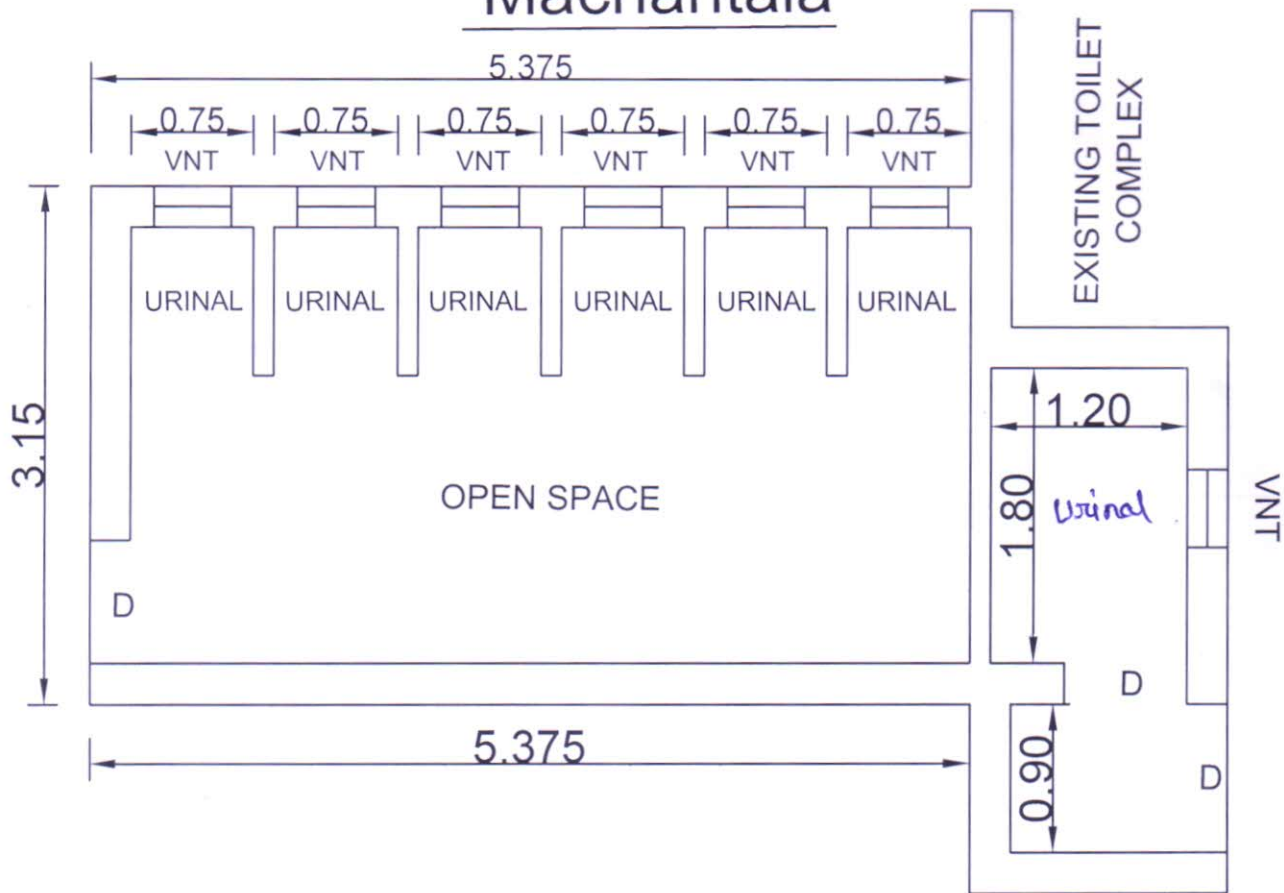 Machantala
5.375
0.75 0.75 0.75 0.75 0.75 0.75
VNT VNT VNT VNT VNT VNT
EXISTING TOILET
COMPLEX
URINAL URINAL URINAL URINAL URINAL URINAL
3.15
OPEN SPACE
1.20
1.80
Urinal
VNT
D
D
5.375
0.90
D